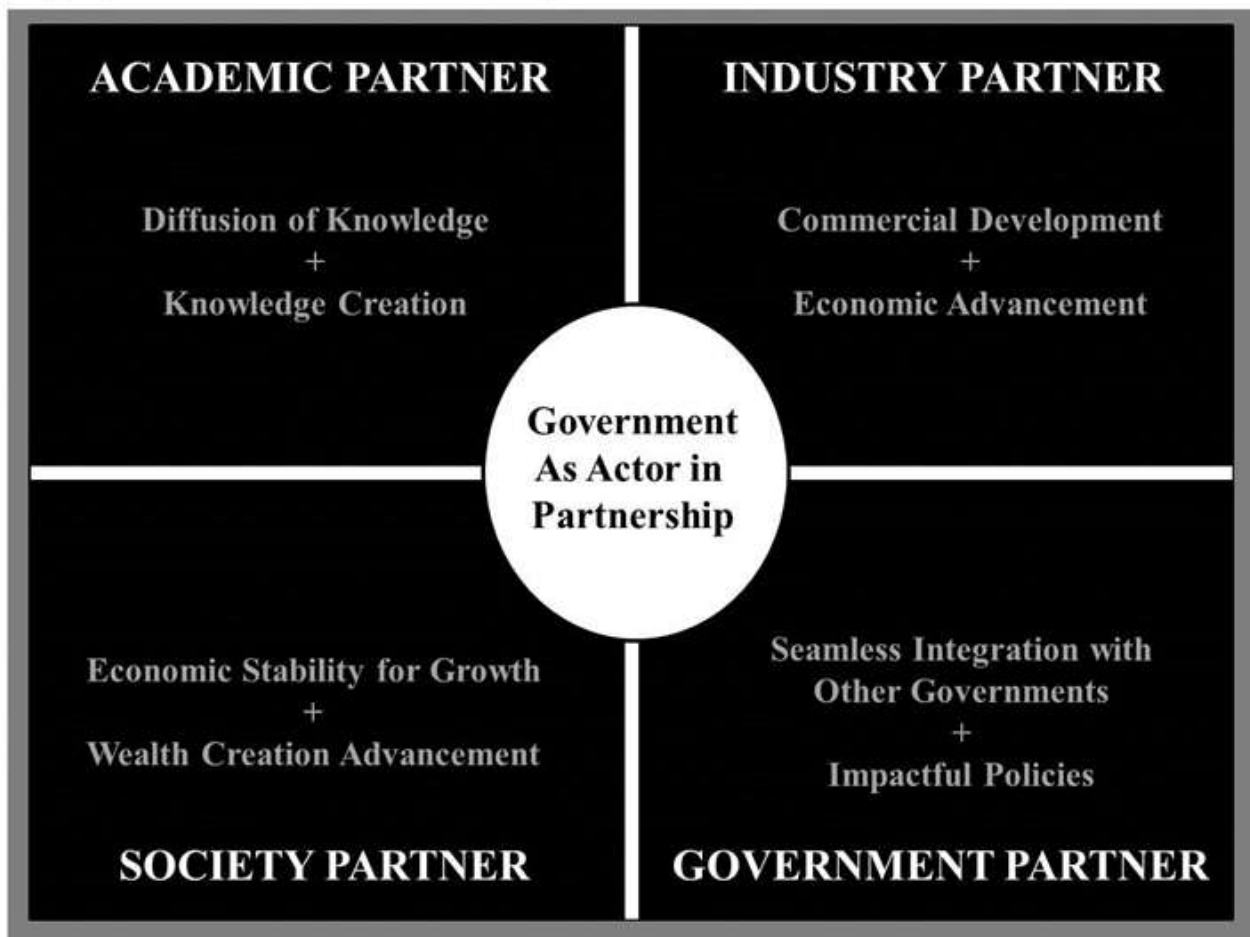 ACADEMIC PARTNER
Diffusion of Knowledge
+
Knowledge Creation
INDUSTRY PARTNER
Commercial Development
+
Economic Advancement
Government
As Actor in
Partnership
Economic Stability for Growth
+
Wealth Creation Advancement
SOCIETY PARTNER
Seamless Integration with
Other Governments
+
Impactful Policies
GOVERNMENT PARTNER